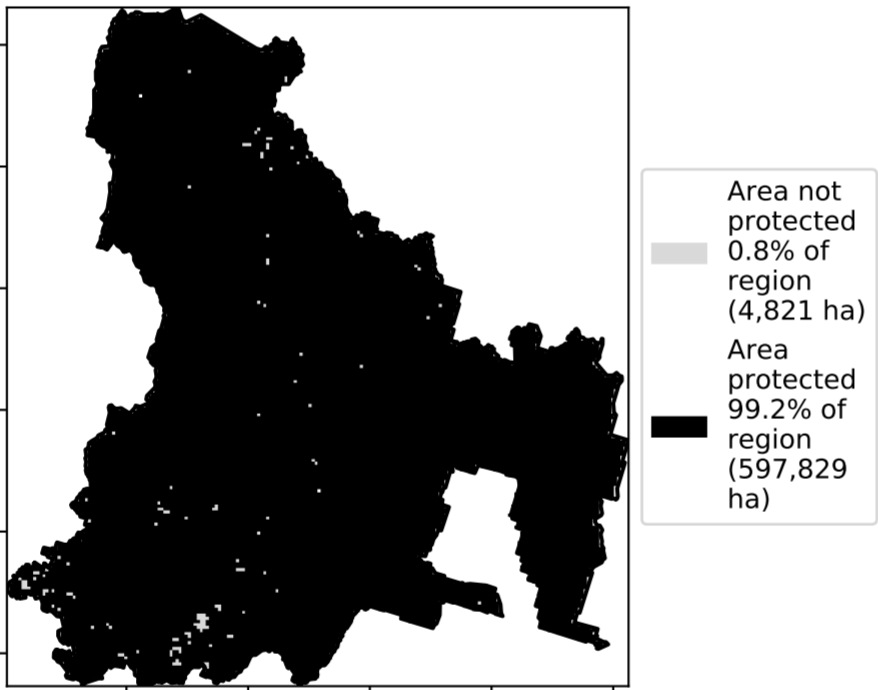 Area not
protected
0.8% of
region
(4,821 ha)
Area
protected
99.2% of
region
(597,829
ha)